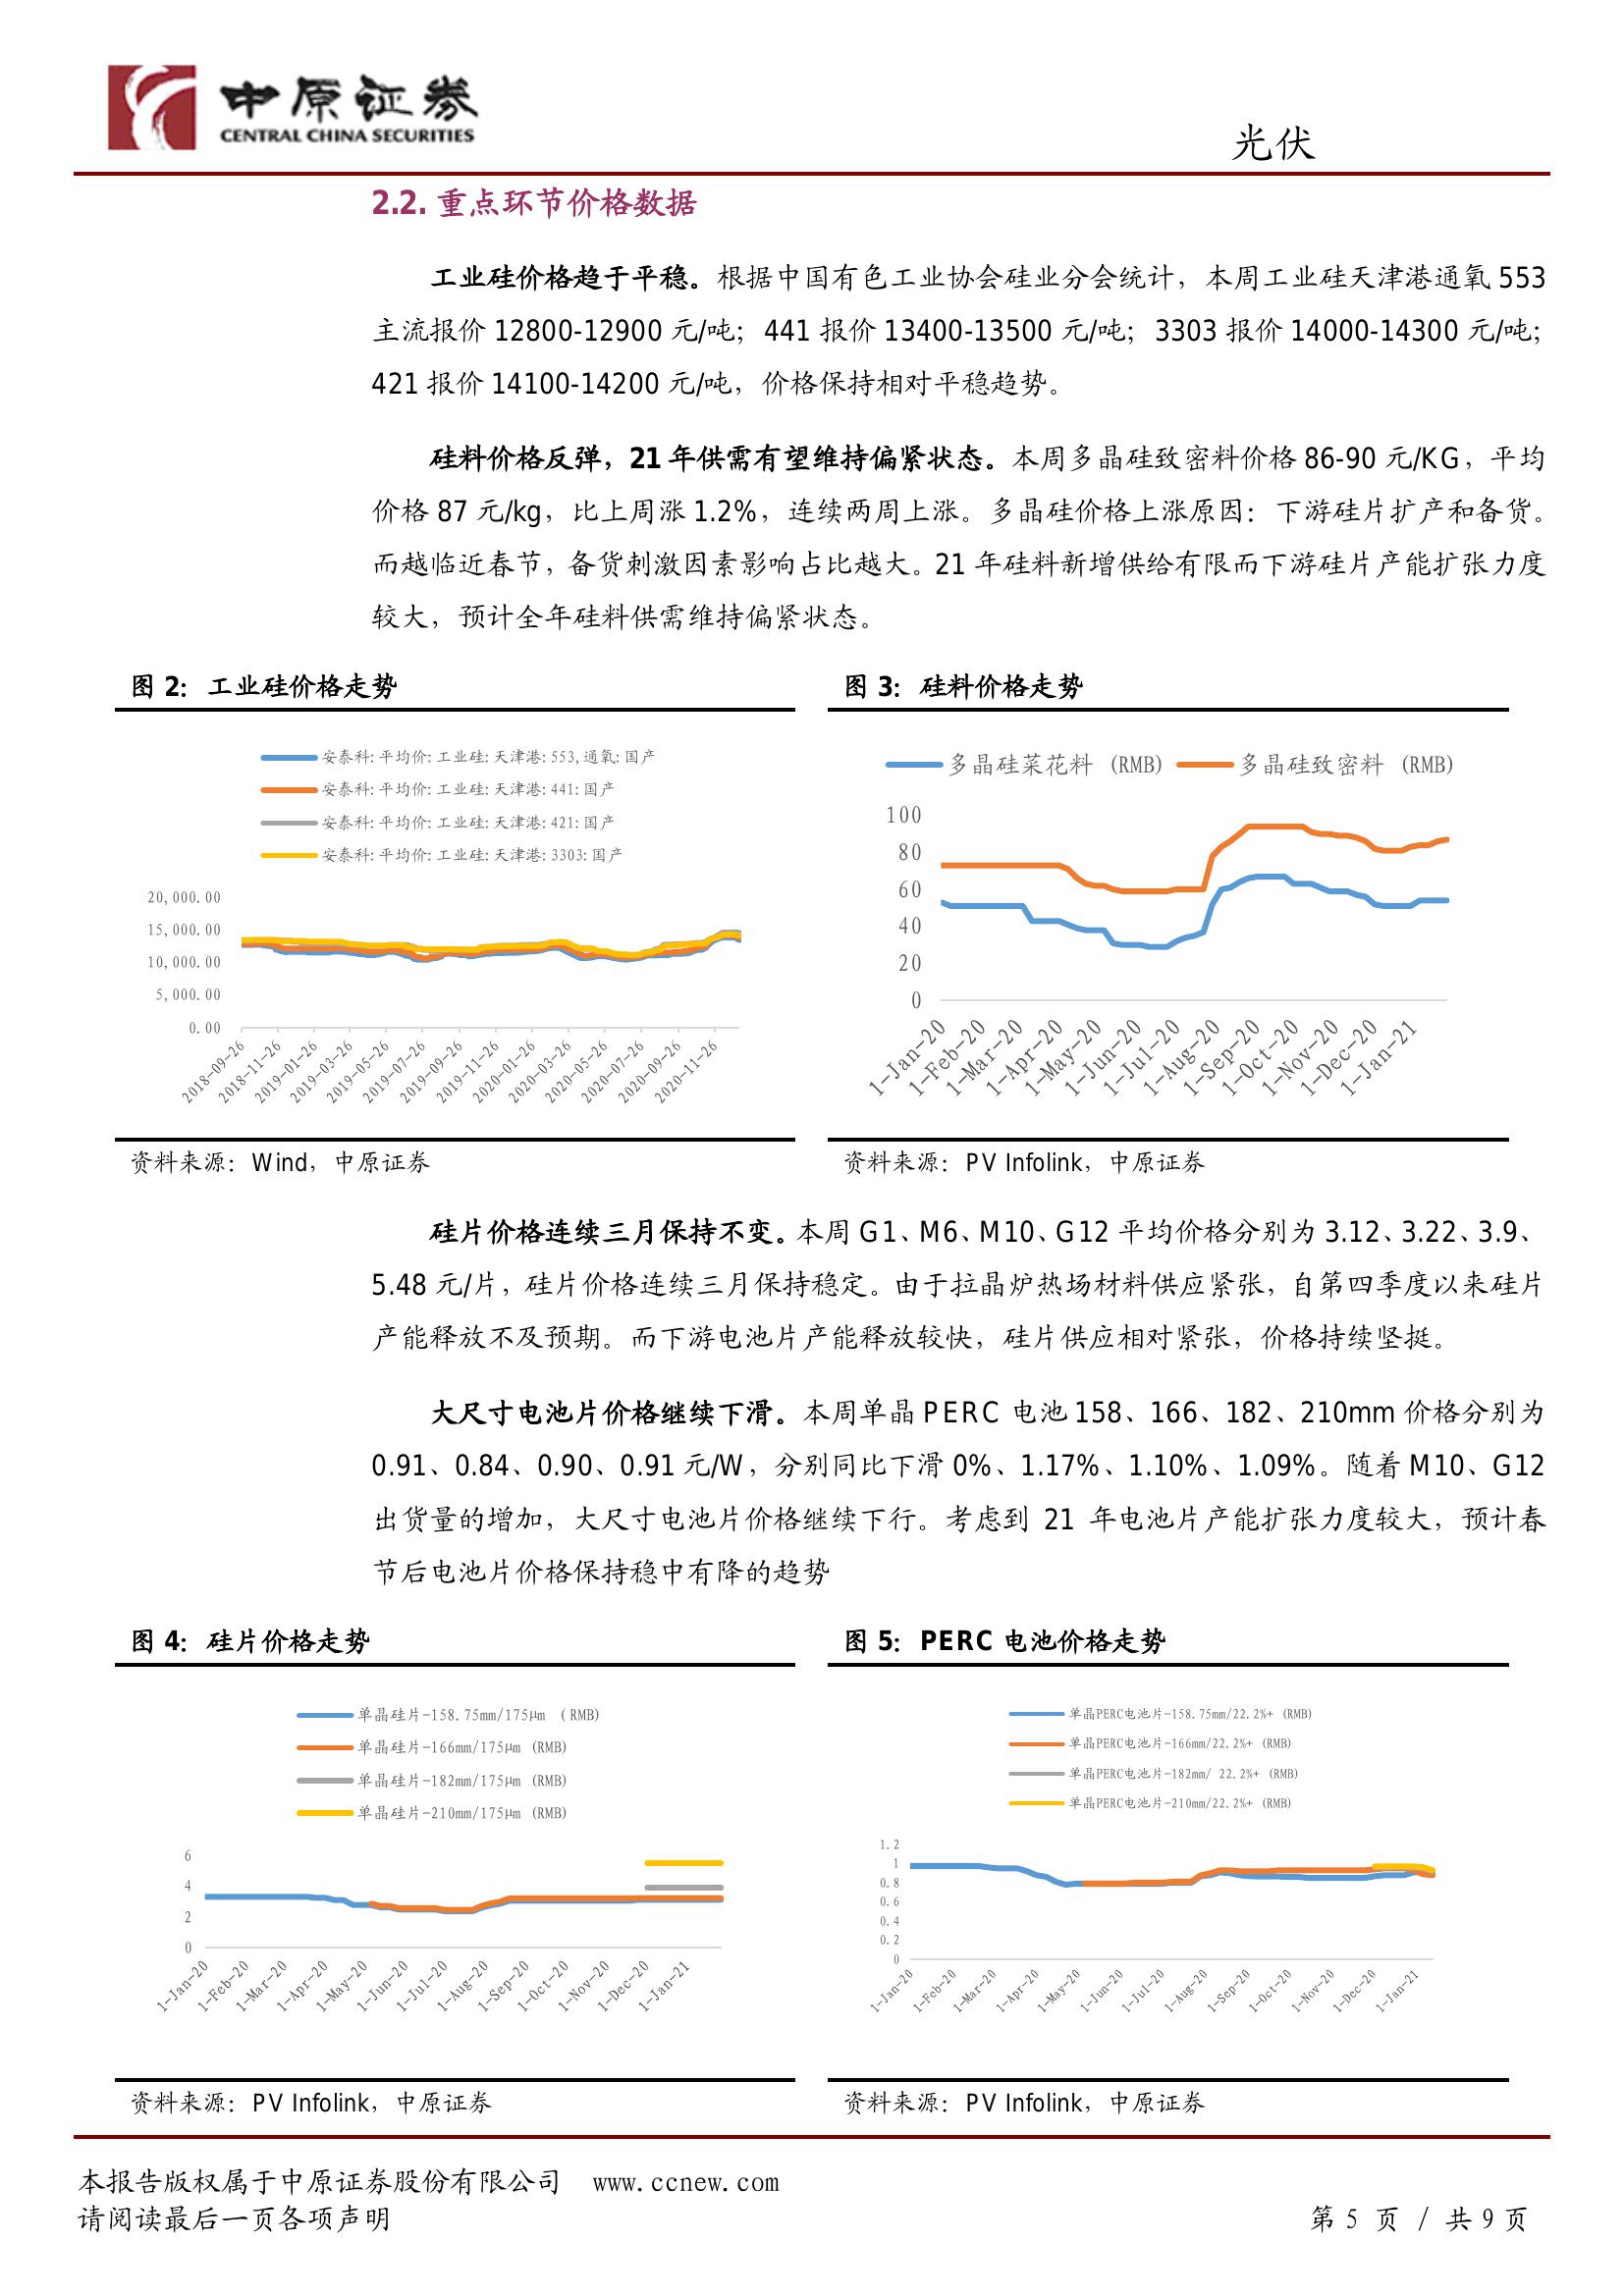 中原证券
CENTRAL CHINA SECURITIES
光伏
2.2. 重点环节价格数据
工业硅价格趋于平稳。根据中国有色工业协会硅业分会统计，本周工业硅天津港通氧 553
主流报价 12800-12900 元/吨；441 报价 13400-13500 元/吨；3303 报价 14000-14300 元/吨；
421 报价 14100-14200 元/吨，价格保持相对平稳趋势。
硅料价格反弹，21 年供需有望维持偏紧状态。本周多晶硅致密料价格 86-90 元/KG，平均
价格 87 元/kg，比上周涨 1.2%，连续两周上涨。多晶硅价格上涨原因：下游硅片扩产和备货。
而越临近春节，备货刺激因素影响占比越大。21 年硅料新增供给有限而下游硅片产能扩张力度
较大，预计全年硅料供需维持偏紧状态。
图 2：工业硅价格走势
安泰科:平均价:工业硅:天津港:553,通氧:国产
安泰科:平均价:工业硅:天津港:441:国产
安泰科:平均价:工业硅:天津港:421:国产
安泰科:平均价:工业硅:天津港:3303:国产
20,000.00
15,000.00
10,000.00
5,000.00
0.00
2018-09-26
2018-11-26
2019-01-26
2019-03-26
2019-05-26
2019-07-26
2019-09-26
2019-11-26
2020-01-26
2020-03-26
2020-05-26
2020-07-26
2020-09-26
2020-11-26
资料来源：Wind，中原证券
图 3：硅料价格走势
多晶硅菜花料 (RMB) 多晶硅致密料 (RMB)
100
80
60
40
20
0
1-Jan-20
1-Feb-20
1-Mar-20
1-Apr-20
1-May-20
1-Jun-20
1-Jul-20
1-Aug-20
1-Sep-20
1-Oct-20
1-Nov-20
1-Dec-20
1-Jan-21
资料来源：PV Infolink，中原证券
硅片价格连续三月保持不变。本周 G1、M6、M10、G12 平均价格分别为 3.12、3.22、3.9、
5.48 元/片，硅片价格连续三月保持稳定。由于拉晶炉热场材料供应紧张，自第四季度以来硅片
产能释放不及预期。而下游电池片产能释放较快，硅片供应相对紧张，价格持续坚挺。
大尺寸电池片价格继续下滑。本周单晶 PERC 电池 158、166、182、210mm 价格分别为
0.91、0.84、0.90、0.91 元/W，分别同比下滑 0%、1.17%、1.10%、1.09%。随着 M10、G12
出货量的增加，大尺寸电池片价格继续下行。考虑到 21 年电池片产能扩张力度较大，预计春
节后电池片价格保持稳中有降的趋势
图 4：硅片价格走势
单晶硅片-158.75mm/175μm ( RMB)
单晶硅片-166mm/175μm (RMB)
单晶硅片-182mm/175μm (RMB)
单晶硅片-210mm/175μm (RMB)
6
4
2
0
1-Jan-20
1-Feb-20
1-Mar-20
1-Apr-20
1-May-20
1-Jun-20
1-Jul-20
1-Aug-20
1-Sep-20
1-Oct-20
1-Nov-20
1-Dec-20
1-Jan-21
资料来源：PV Infolink，中原证券
图 5：PERC 电池价格走势
单晶PERC电池片-158.75mm/22.2%+ (RMB)
单晶PERC电池片-166mm/22.2%+ (RMB)
单晶PERC电池片-182mm/ 22.2%+ (RMB)
单晶PERC电池片-210mm/22.2%+ (RMB)
1.2
1
0.8
0.6
0.4
0.2
0
1-Jan-20
1-Feb-20
1-Mar-20
1-Apr-20
1-May-20
1-Jun-20
1-Jul-20
1-Aug-20
1-Sep-20
1-Oct-20
1-Nov-20
1-Dec-20
1-Jan-21
资料来源：PV Infolink，中原证券
本报告版权属于中原证券股份有限公司 www.ccnew.com
请阅读最后一页各项声明
第 5 页 / 共 9 页